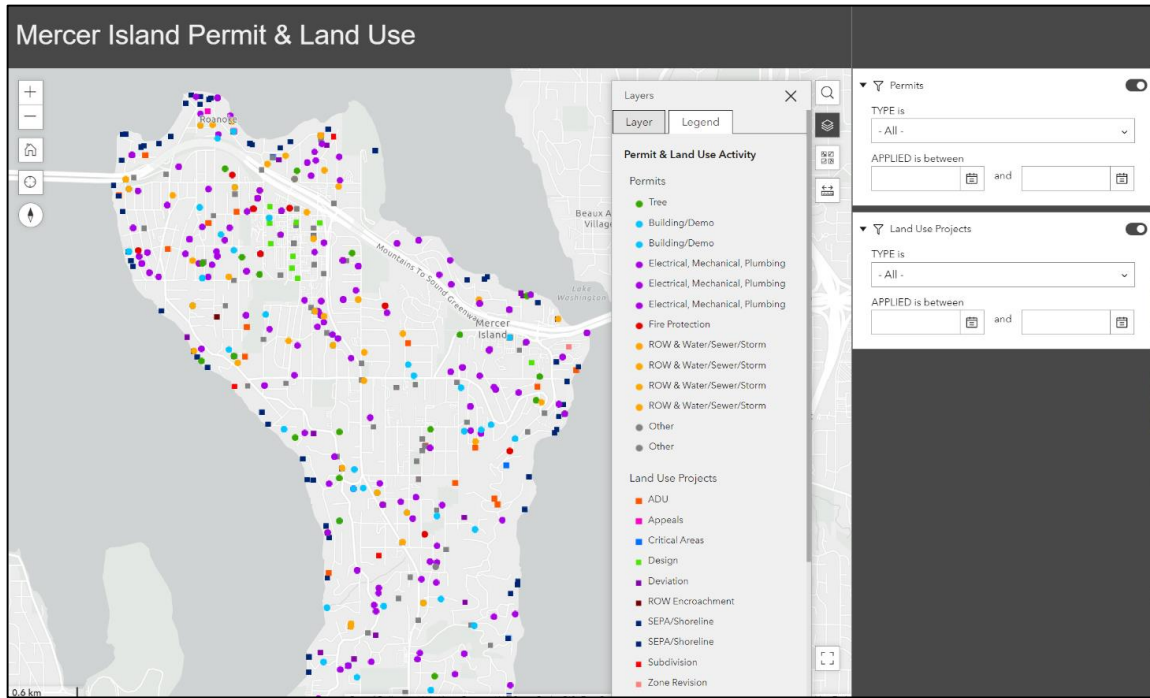 Mercer Island Permit & Land Use
Roanoke
Mountains To Sound Greenway
Mercer
Island
Beaux A
Village
Lake
Washington
0.6 km
Layers
Layer
Legend
Permit & Land Use Activity
Permits
Tree
Building/Demo
Building/Demo
Electrical, Mechanical, Plumbing
Electrical, Mechanical, Plumbing
Electrical, Mechanical, Plumbing
Fire Protection
ROW & Water/Sewer/Storm
ROW & Water/Sewer/Storm
ROW & Water/Sewer/Storm
ROW & Water/Sewer/Storm
Other
Other
Land Use Projects
ADU
Appeals
Critical Areas
Design
Deviation
ROW Encroachment
SEPA/Shoreline
SEPA/Shoreline
Subdivision
Zone Revision
Permits
TYPE is
- All -
APPLIED is between
and
Land Use Projects
TYPE is
- All -
APPLIED is between
and